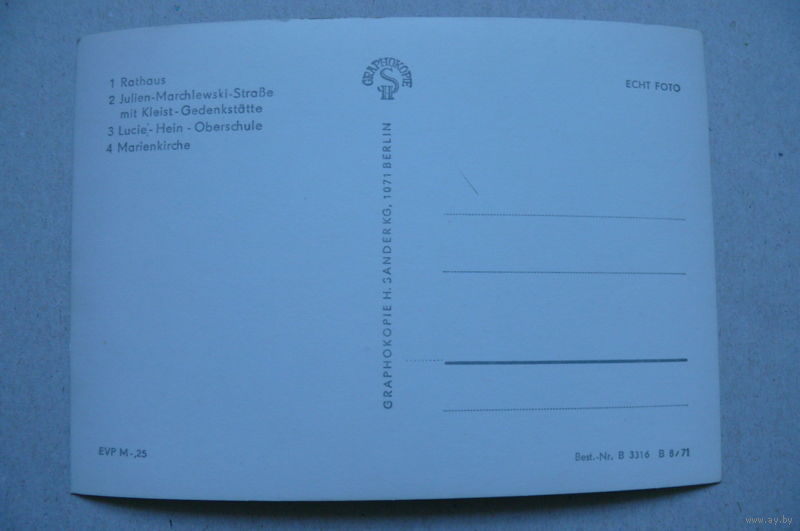 1 Rathaus
2 Julien-Marchlewski-Straße
mit Kleist-Gedenkstätte
3 Lucie-Hein-Oberschule
4 Marienkirche
GRAPHOKOPIE
SH
ECHT FOTO
GRAPHOKOPIE H. SANDER KG, 1071 BERLIN
EVP M -,25
Best.-Nr. B 3316 B 8/71
www.ay.by